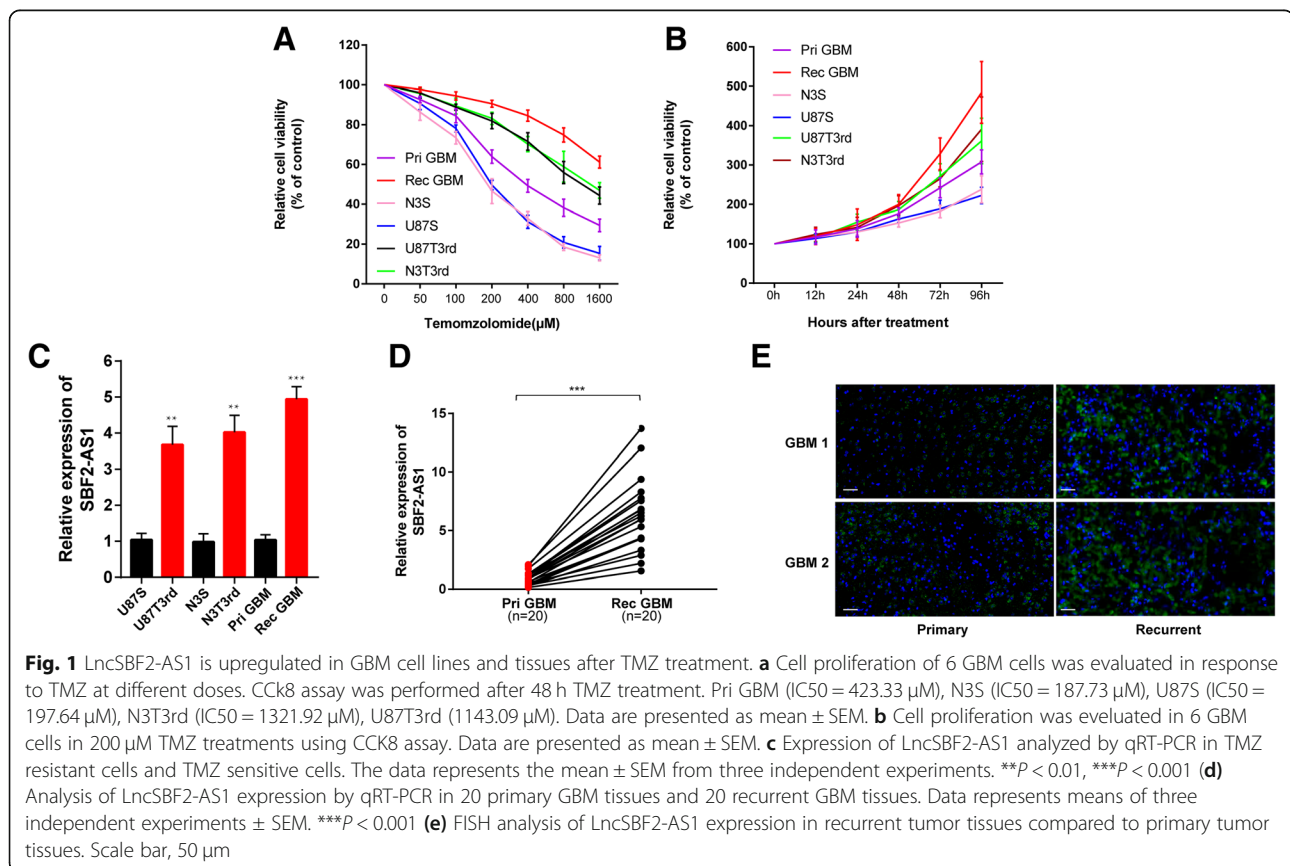 A
120
100
80
60
40
20
0
Relative cell viability
(% of control)
Pri GBM
Rec GBM
N3S
U87S
U87T3rd
N3T3rd
0 50 100 200 400 800 1600
Temomzolomide(µM)
B
600
500
400
300
200
100
0
Relative cell viability
(% of control)
Pri GBM
Rec GBM
N3S
U87S
U87T3rd
N3T3rd
0h 12h 24h 48h 72h 96h
Hours after treatment
C
6
5
4
3
2
1
0
Relative expression of
SBF2-AS1
** ** ***
U87S U87T3rd N3S N3T3rd Pri GBM Rec GBM
D
***
15
10
5
0
Relative expression of
SBF2-AS1
Pri GBM Rec GBM
(n=20) (n=20)
E
GBM 1
GBM 2
Primary Recurrent
Fig. 1 LncSBF2-AS1 is upregulated in GBM cell lines and tissues after TMZ treatment. a Cell proliferation of 6 GBM cells was evaluated in response
to TMZ at different doses. CCk8 assay was performed after 48 h TMZ treatment. Pri GBM (IC50 = 423.33 µM), N3S (IC50 = 187.73 µM), U87S (IC50 =
197.64 µM), N3T3rd (IC50 = 1321.92 µM), U87T3rd (1143.09 µM). Data are presented as mean ± SEM. b Cell proliferation was eveluated in 6 GBM
cells in 200 µM TMZ treatments using CCK8 assay. Data are presented as mean ± SEM. c Expression of LncSBF2-AS1 analyzed by qRT-PCR in TMZ
resistant cells and TMZ sensitive cells. The data represents the mean ± SEM from three independent experiments. **P < 0.01, ***P < 0.001 (d)
Analysis of LncSBF2-AS1 expression by qRT-PCR in 20 primary GBM tissues and 20 recurrent GBM tissues. Data represents means of three
independent experiments ± SEM. ***P < 0.001 (e) FISH analysis of LncSBF2-AS1 expression in recurrent tumor tissues compared to primary tumor
tissues. Scale bar, 50 µm